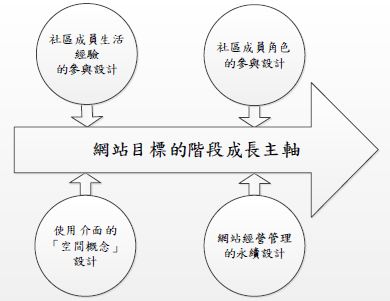 社區成員生活
經驗
的參與設計
社區成員角色
的參與設計
網站目標的階段成長主軸
使用介面的
「空間概念」
設計
網站經營管理
的永續設計